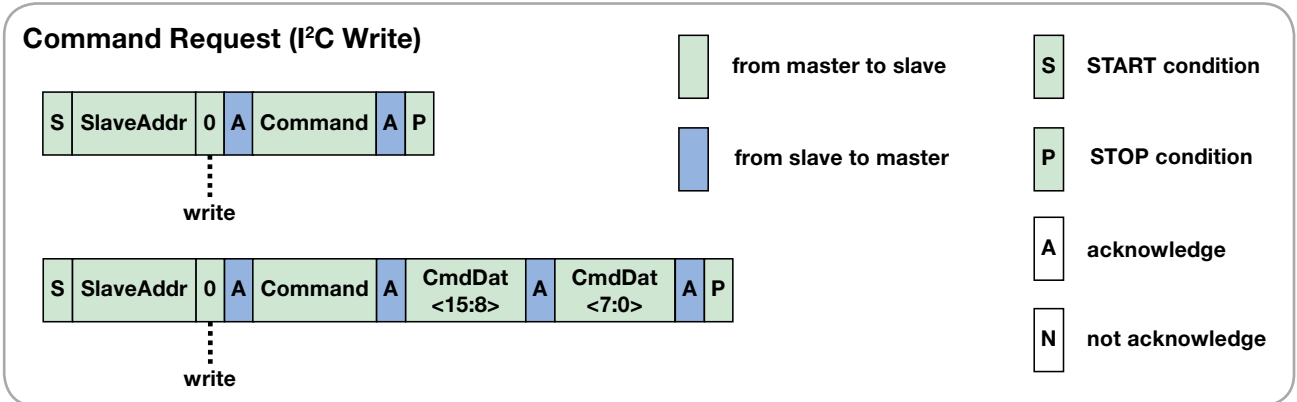 Command Request (I²C Write)
from master to slave
S START condition
S SlaveAddr 0 A Command A P
from slave to master
P STOP condition
write
A acknowledge
S SlaveAddr 0 A Command A CmdDat <15:8> A CmdDat <7:0> A P
N not acknowledge
write